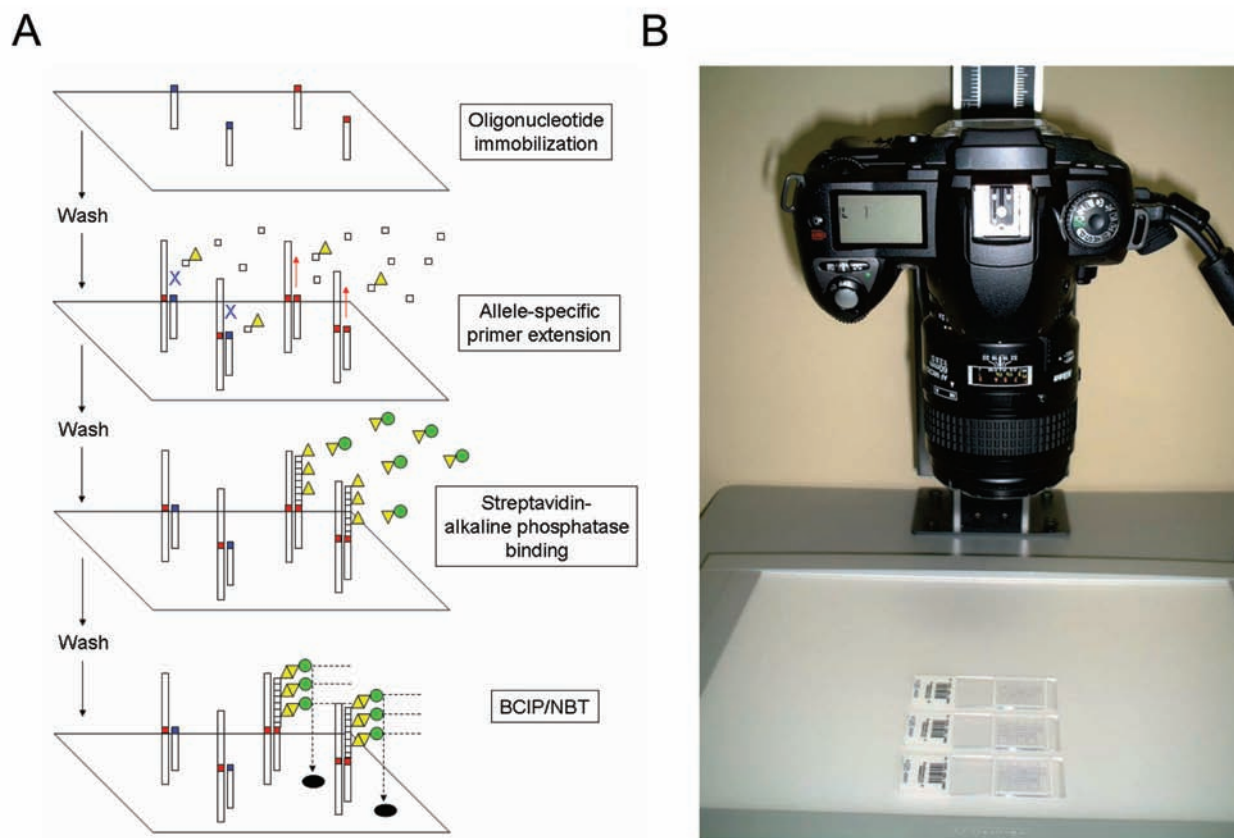 A
B
Oligonucleotide
immobilization
Wash
Allele-specific
primer extension
Wash
Streptavidin-
alkaline phosphatase
binding
Wash
BCIP/NBT